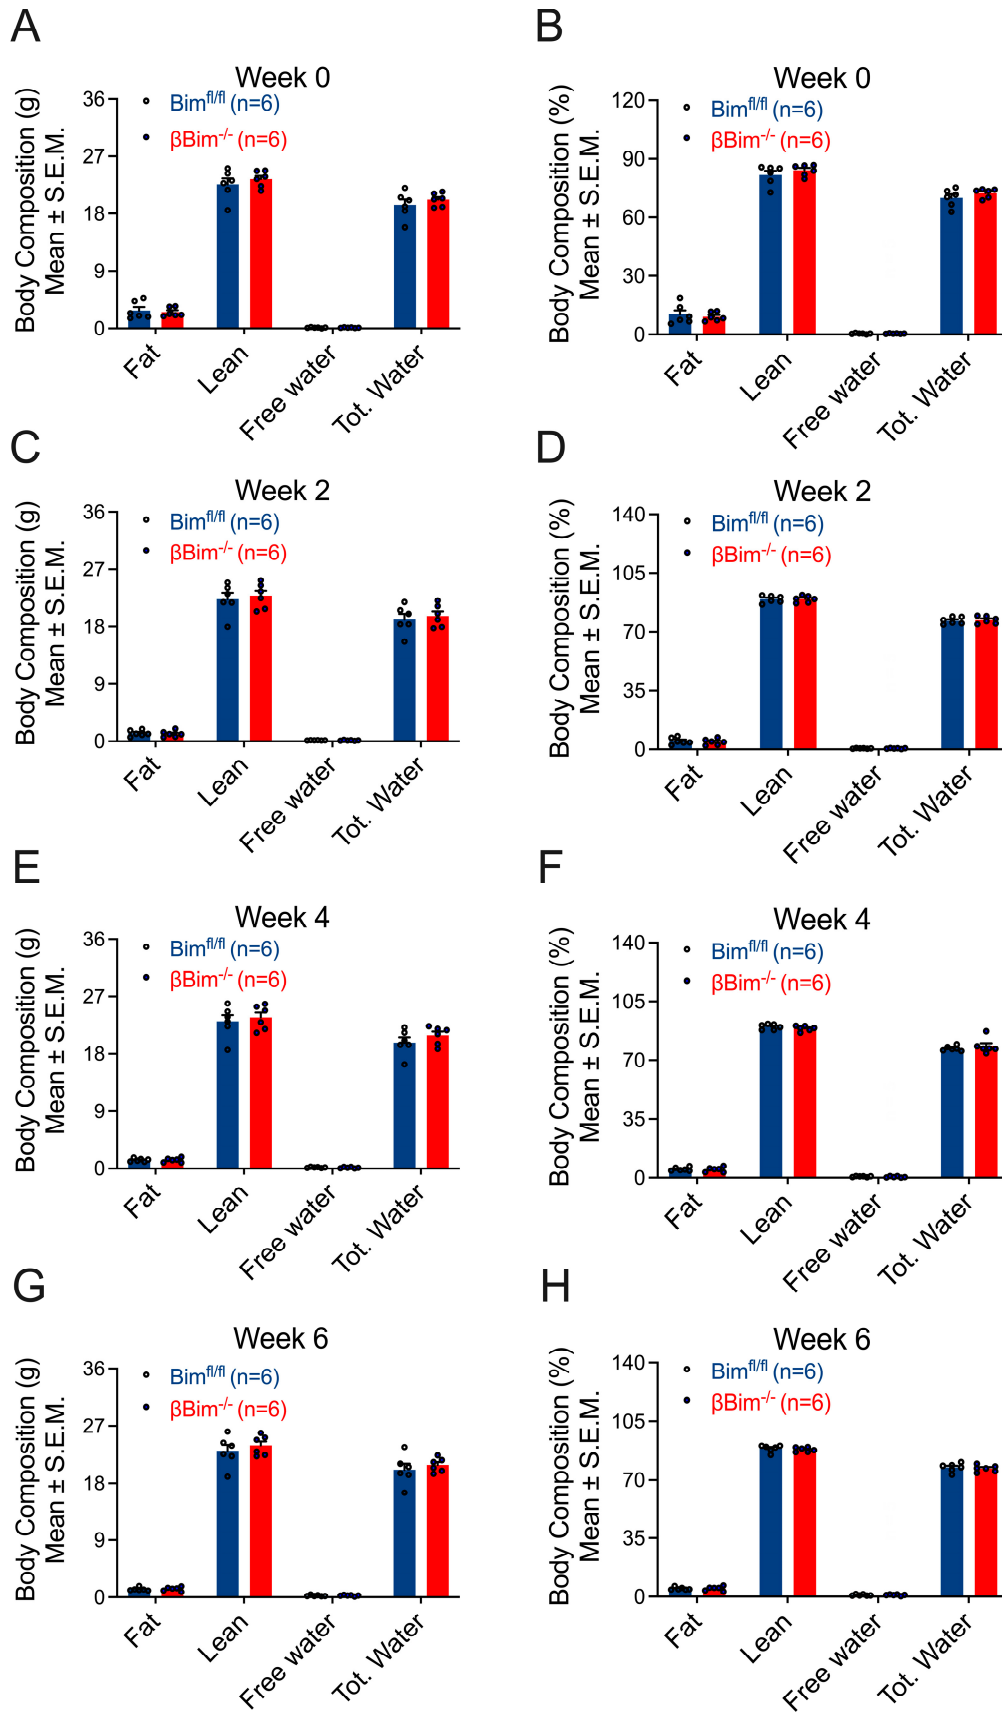 A
Week 0
Body Composition (g)
Mean ± S.E.M.
36
27
18
9
0
Bimfl/fl (n=6)
βBim-/- (n=6)
Fat
Lean
Free water
Tot. Water
B
Week 0
Body Composition (%)
Mean ± S.E.M.
120
90
60
30
0
Bimfl/fl (n=6)
βBim-/- (n=6)
Fat
Lean
Free water
Tot. Water
C
Week 2
Body Composition (g)
Mean ± S.E.M.
36
27
18
9
0
Bimfl/fl (n=6)
βBim-/- (n=6)
Fat
Lean
Free water
Tot. Water
D
Week 2
Body Composition (%)
Mean ± S.E.M.
140
105
70
35
0
Bimfl/fl (n=6)
βBim-/- (n=6)
Fat
Lean
Free water
Tot. Water
E
Week 4
Body Composition (g)
Mean ± S.E.M.
36
27
18
9
0
Bimfl/fl (n=6)
βBim-/- (n=6)
Fat
Lean
Free water
Tot. Water
F
Week 4
Body Composition (%)
Mean ± S.E.M.
140
105
70
35
0
Bimfl/fl (n=6)
βBim-/- (n=6)
Fat
Lean
Free water
Tot. Water
G
Week 6
Body Composition (g)
Mean ± S.E.M.
36
27
18
9
0
Bimfl/fl (n=6)
βBim-/- (n=6)
Fat
Lean
Free water
Tot. Water
H
Week 6
Body Composition (%)
Mean ± S.E.M.
140
105
70
35
0
Bimfl/fl (n=6)
βBim-/- (n=6)
Fat
Lean
Free water
Tot. Water